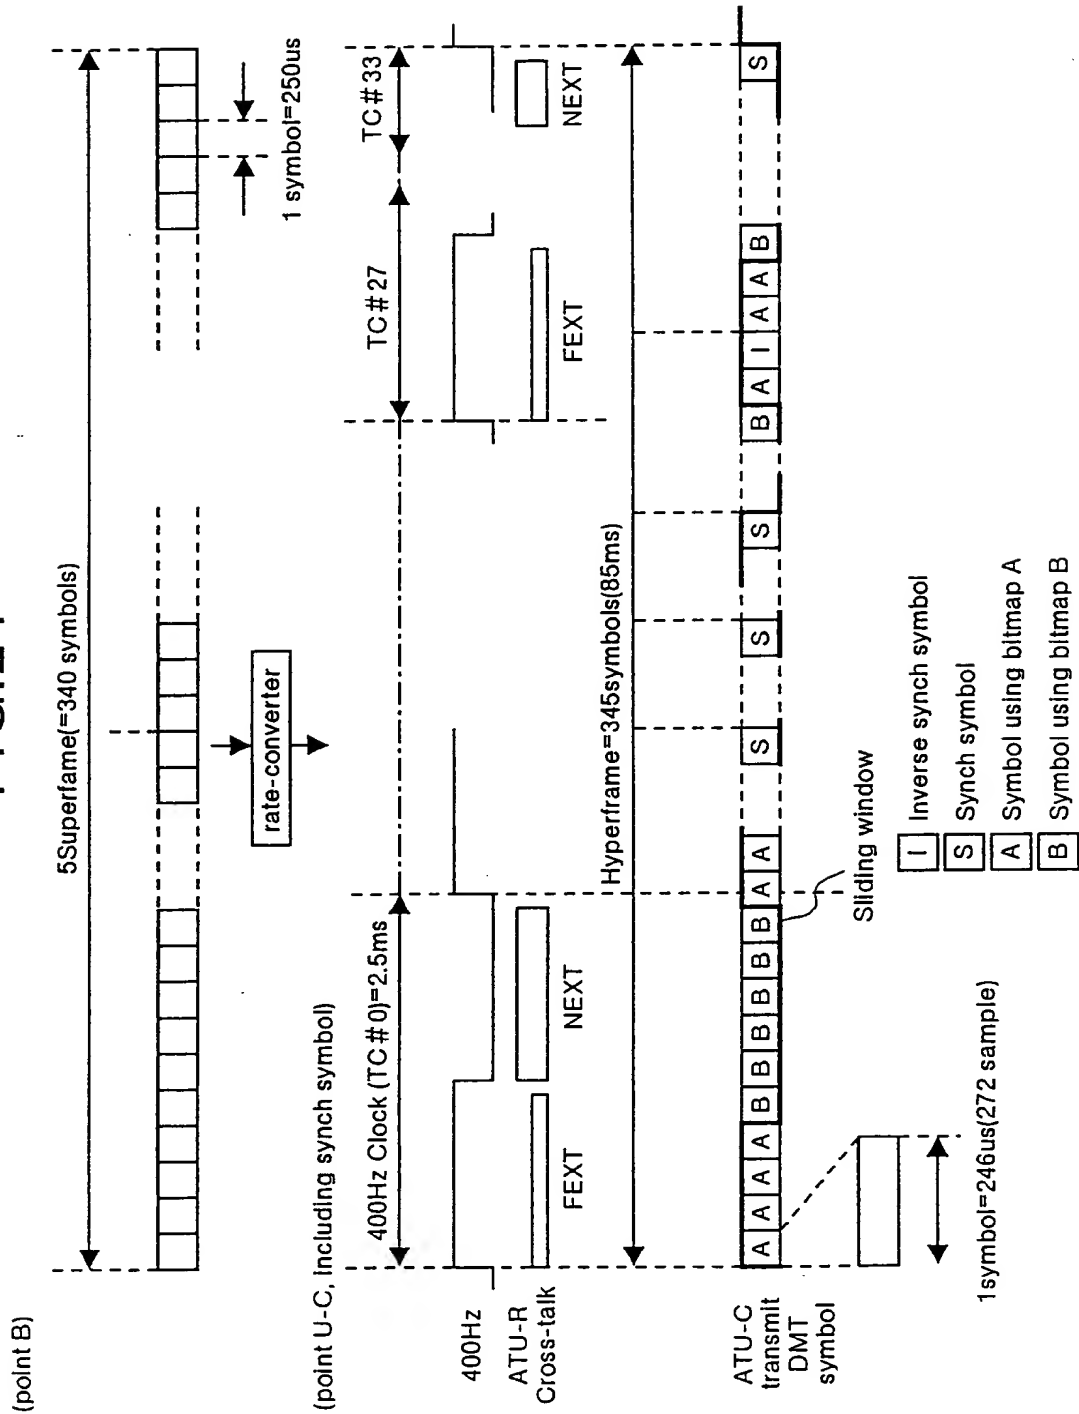 (point B)
5Superfame(=340 symbols)
1 symbol=250us
rate-converter
(point U-C, including synch symbol)
400Hz Clock (TC#0)=2.5ms
TC#27
TC#33
400Hz
ATU-R
Cross-talk
FEXT
NEXT
FEXT
NEXT
Hyperframe=345symbols(85ms)
ATU-C
transmit
DMT
symbol
A A A A B B B B B B A A S S S B A I A A B S
Sliding window
1symbol=246us(272 sample)
I Inverse synch symbol
S Synch symbol
A Symbol using bitmap A
B Symbol using bitmap B